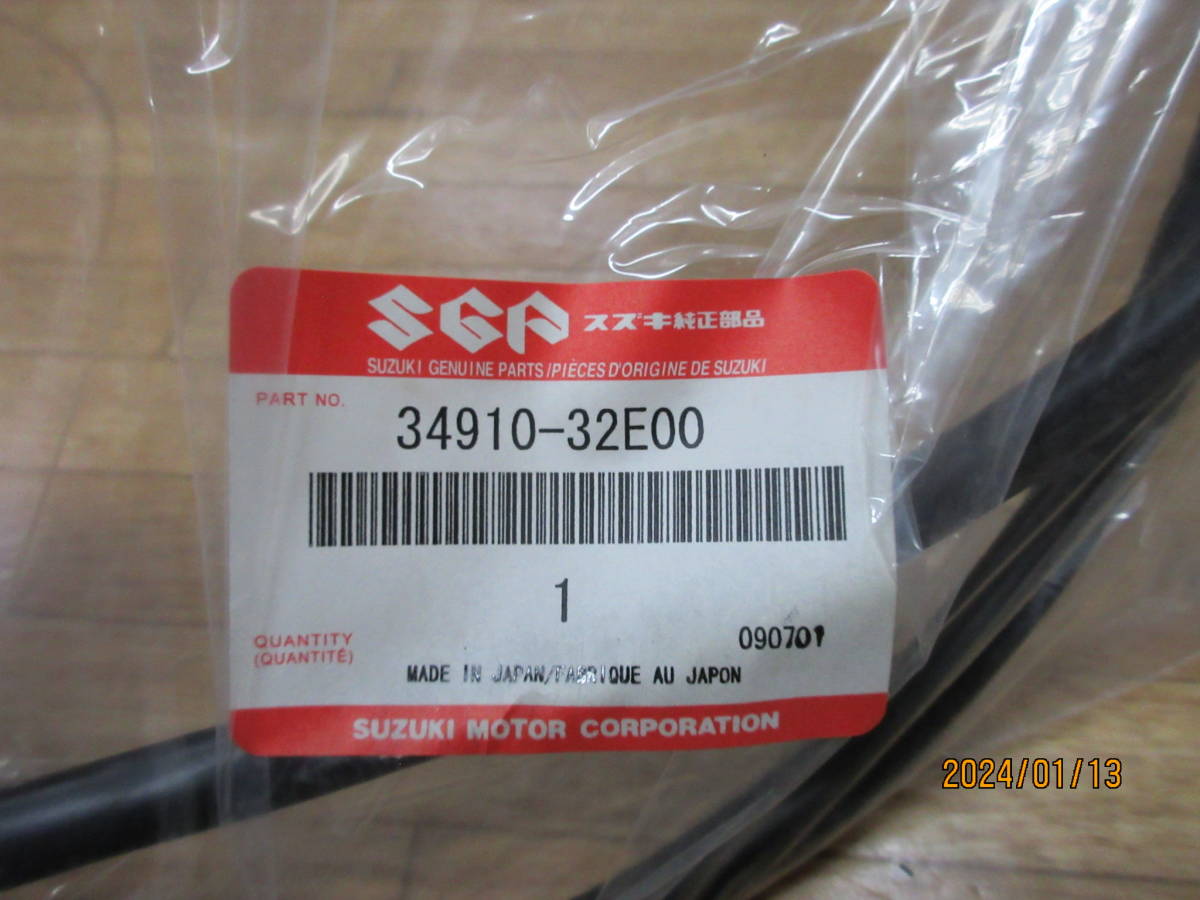 SGP スズキ純正部品
SUZUKI GENUINE PARTS/PIÈCES D'ORIGINE DE SUZUKI
PART NO. 34910-32E00
1
QUANTITY
(QUANTITÉ)
090701
MADE IN JAPAN/FABRIQUE AU JAPON
SUZUKI MOTOR CORPORATION
2024/01/13